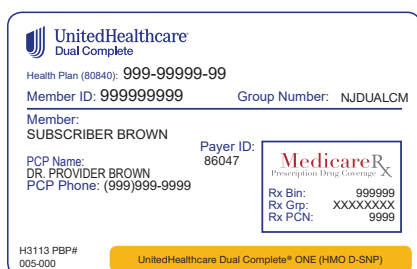 UnitedHealthcare®
Dual Complete
Health Plan (80840): 999-99999-99
Member ID: 999999999 Group Number: NJDUALCM
Member:
SUBSCRIBER BROWN
Payer ID:
86047
PCP Name:
DR. PROVIDER BROWN
PCP Phone: (999)999-9999
MedicareRx
Prescription Drug Coverage
Rx Bin: 999999
Rx Grp: XXXXXXXX
Rx PCN: 9999
H3113 PBP#
005-000
UnitedHealthcare Dual Complete® ONE (HMO D-SNP)